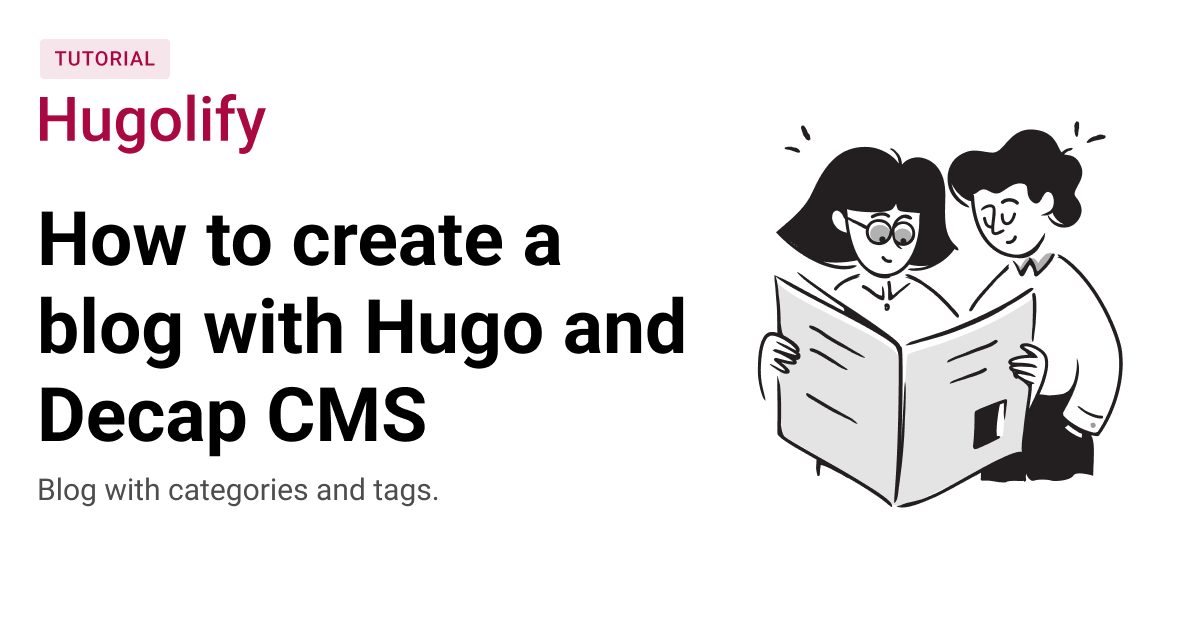 TUTORIAL
Hugolify
How to create a
blog with Hugo and
Decap CMS
Blog with categories and tags.